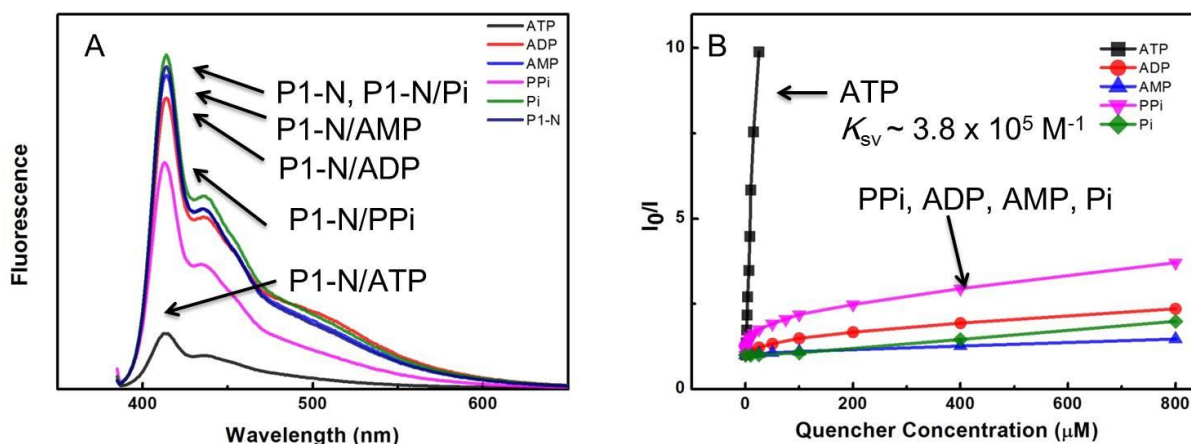 A
ATP
ADP
AMP
PPi
Pi
P1-N
P1-N, P1-N/Pi
P1-N/AMP
P1-N/ADP
P1-N/PPi
P1-N/ATP
Fluorescence
400 500 600
Wavelength (nm)
B
ATP
ADP
AMP
PPi
Pi
ATP
Ksv ~ 3.8 x 10⁵ M⁻¹
PPi, ADP, AMP, Pi
I0/I
10
5
0
0 200 400 600 800
Quencher Concentration (μM)